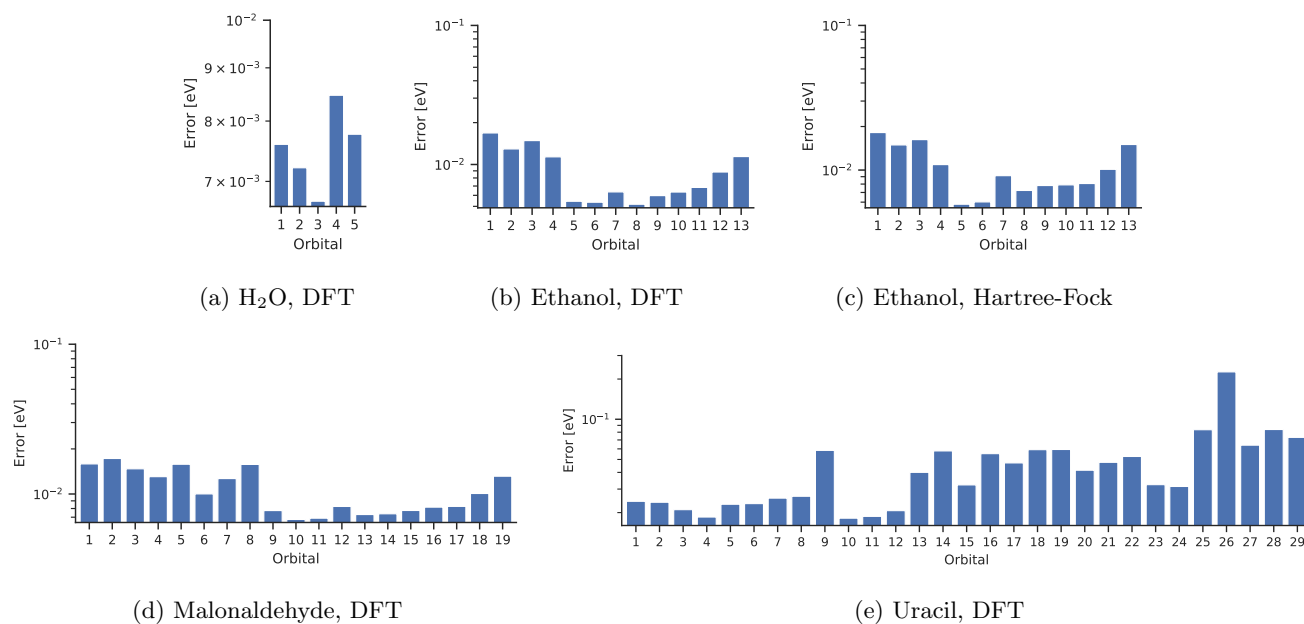 10⁻²
9 × 10⁻³
8 × 10⁻³
7 × 10⁻³
Error [eV]
1 2 3 4 5
Orbital
(a) H₂O, DFT
10⁻¹
10⁻²
Error [eV]
1 2 3 4 5 6 7 8 9 10 11 12 13
Orbital
(b) Ethanol, DFT
10⁻¹
10⁻²
Error [eV]
1 2 3 4 5 6 7 8 9 10 11 12 13
Orbital
(c) Ethanol, Hartree-Fock
10⁻¹
10⁻²
Error [eV]
1 2 3 4 5 6 7 8 9 10 11 12 13 14 15 16 17 18 19
Orbital
(d) Malonaldehyde, DFT
10⁻¹
Error [eV]
1 2 3 4 5 6 7 8 9 10 11 12 13 14 15 16 17 18 19 20 21 22 23 24 25 26 27 28 29
Orbital
(e) Uracil, DFT